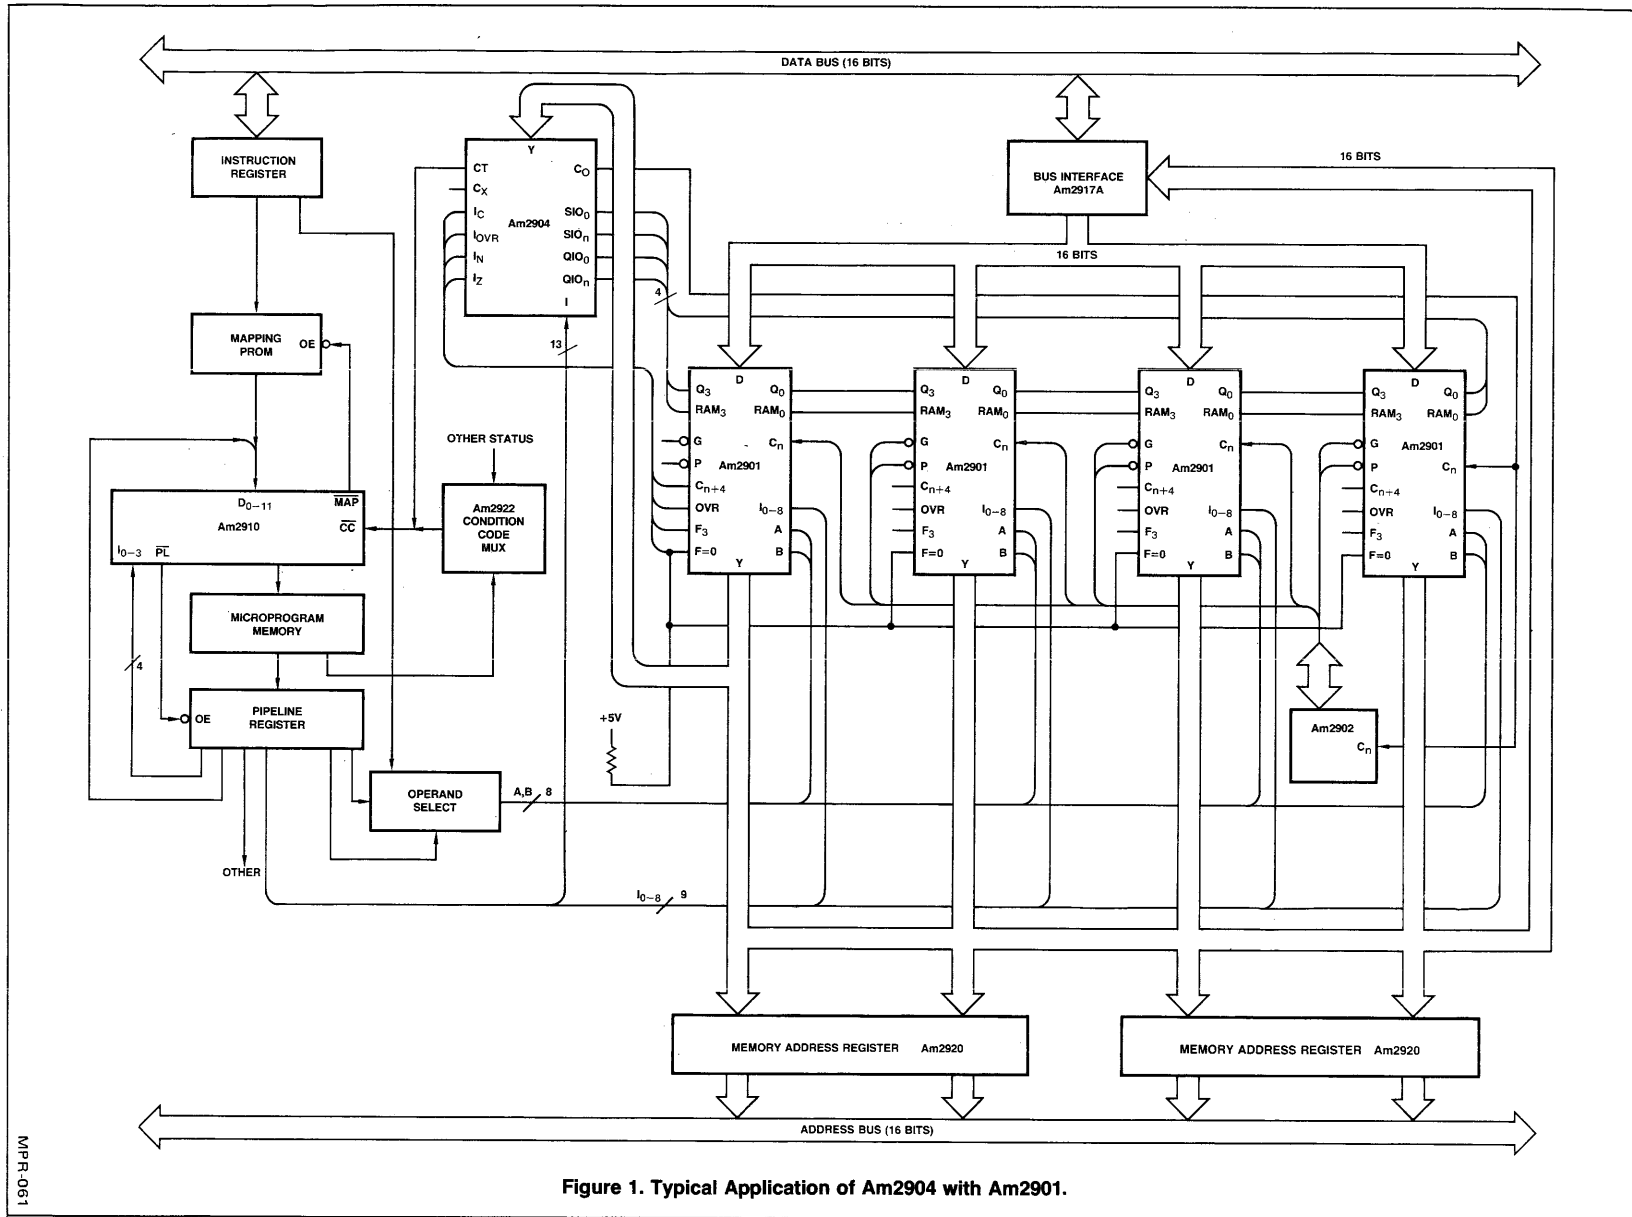 DATA BUS (16 BITS)
INSTRUCTION
REGISTER
Y
CT
CX
IC
IOVR
IN
IZ
Am2904
CO
SIO0
SIOn
QIO0
QIOn
I
BUS INTERFACE
Am2917A
16 BITS
16 BITS
4
13
MAPPING
PROM
OE
OTHER STATUS
D0–11
MAP
Am2910
CC
I0–3
PL
Am2922
CONDITION
CODE
MUX
D
Q3
Q0
RAM3
RAM0
G
Cn
P
Am2901
Cn+4
OVR
I0–8
F3
A
F=0
B
Y
D
Q3
Q0
RAM3
RAM0
G
Cn
P
Am2901
Cn+4
OVR
I0–8
F3
A
F=0
B
Y
D
Q3
Q0
RAM3
RAM0
G
Cn
P
Am2901
Cn+4
OVR
I0–8
F3
A
F=0
B
Y
D
Q3
Q0
RAM3
RAM0
G
Am2901
P
Cn
Cn+4
OVR
I0–8
F3
A
F=0
B
Y
MICROPROGRAM
MEMORY
4
PIPELINE
REGISTER
OE
+5V
Am2902
Cn
OPERAND
SELECT
A,B 8
OTHER
I0–8 9
MEMORY ADDRESS REGISTER Am2920
MEMORY ADDRESS REGISTER Am2920
ADDRESS BUS (16 BITS)
MPR-061
Figure 1. Typical Application of Am2904 with Am2901.